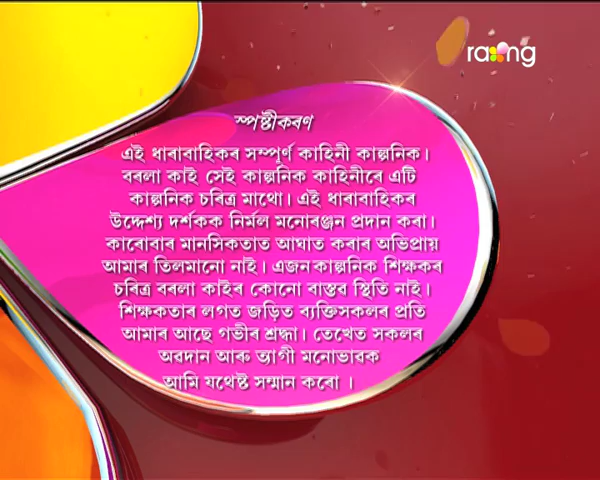 rang
স্পষ্টীকৰণ
এই ধাৰাবাহিকৰ সম্পূৰ্ণ কাহিনী কাল্পনিক।
বৰলা কাই সেই কাল্পনিক কাহিনীৰে এটি
কাল্পনিক চৰিত্ৰ মাথো। এই ধাৰাবাহিকৰ
উদ্দেশ্য দৰ্শকক নিৰ্মল মনোৰঞ্জন প্ৰদান কৰা।
কাৰোবাৰ মানসিকতাত আঘাত কৰাৰ অভিপ্ৰায়
আমাৰ তিলমানো নাই। এজন কাল্পনিক শিক্ষকৰ
চৰিত্ৰ বৰলা কাইৰ কোনো বাস্তৱ স্থিতি নাই।
শিক্ষকতাৰ লগত জড়িত ব্যক্তিসকলৰ প্ৰতি
আমাৰ আছে গভীৰ শ্ৰদ্ধা। তেখেত সকলৰ
অৱদান আৰু ত্যাগী মনোভাৱক
আমি যথেষ্ট সন্মান কৰো ।